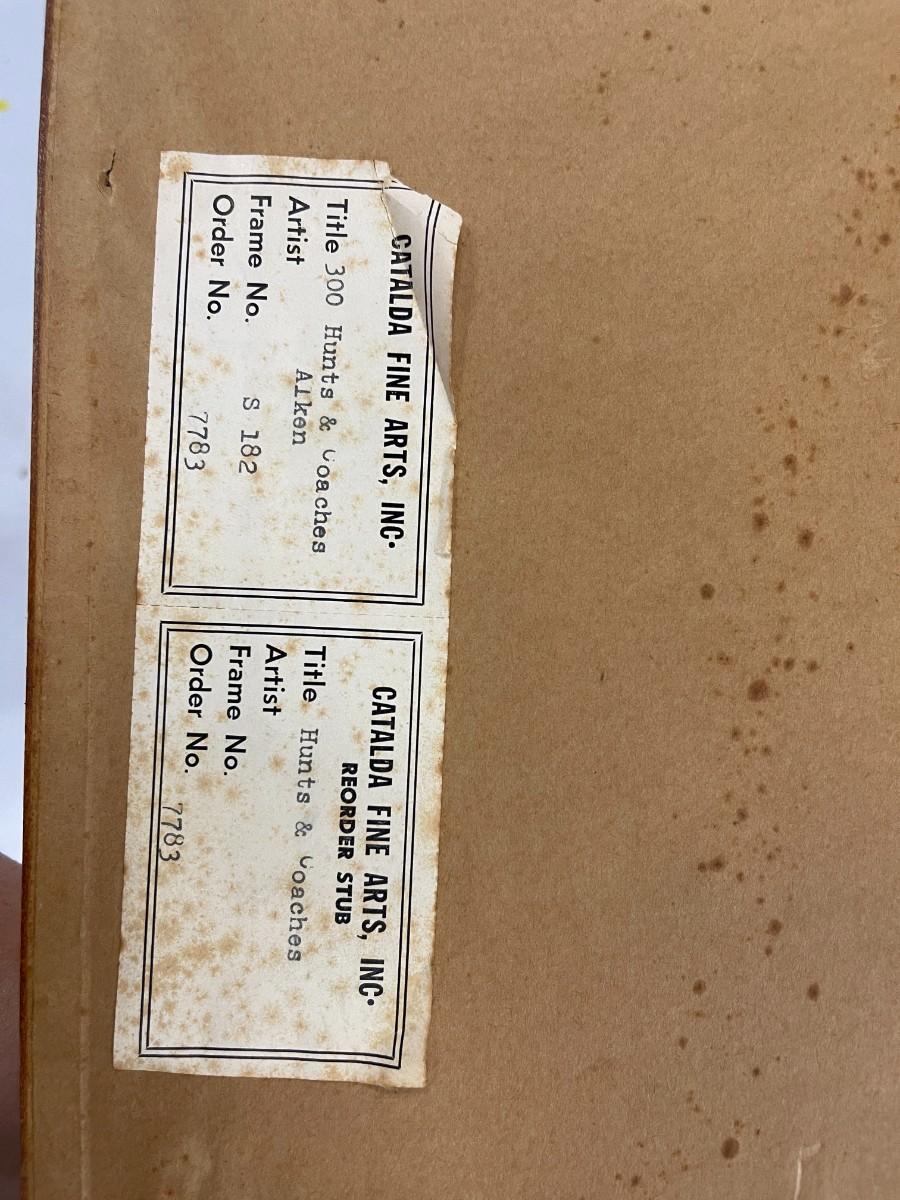 CATALDA FINE ARTS, INC.
Title 300 Hunts & Coaches
Artist Alken
Frame No. S 182
Order No. 7783
CATALDA FINE ARTS, INC.
REORDER STUB
Title Hunts & Coaches
Artist
Frame No.
Order No. 7783